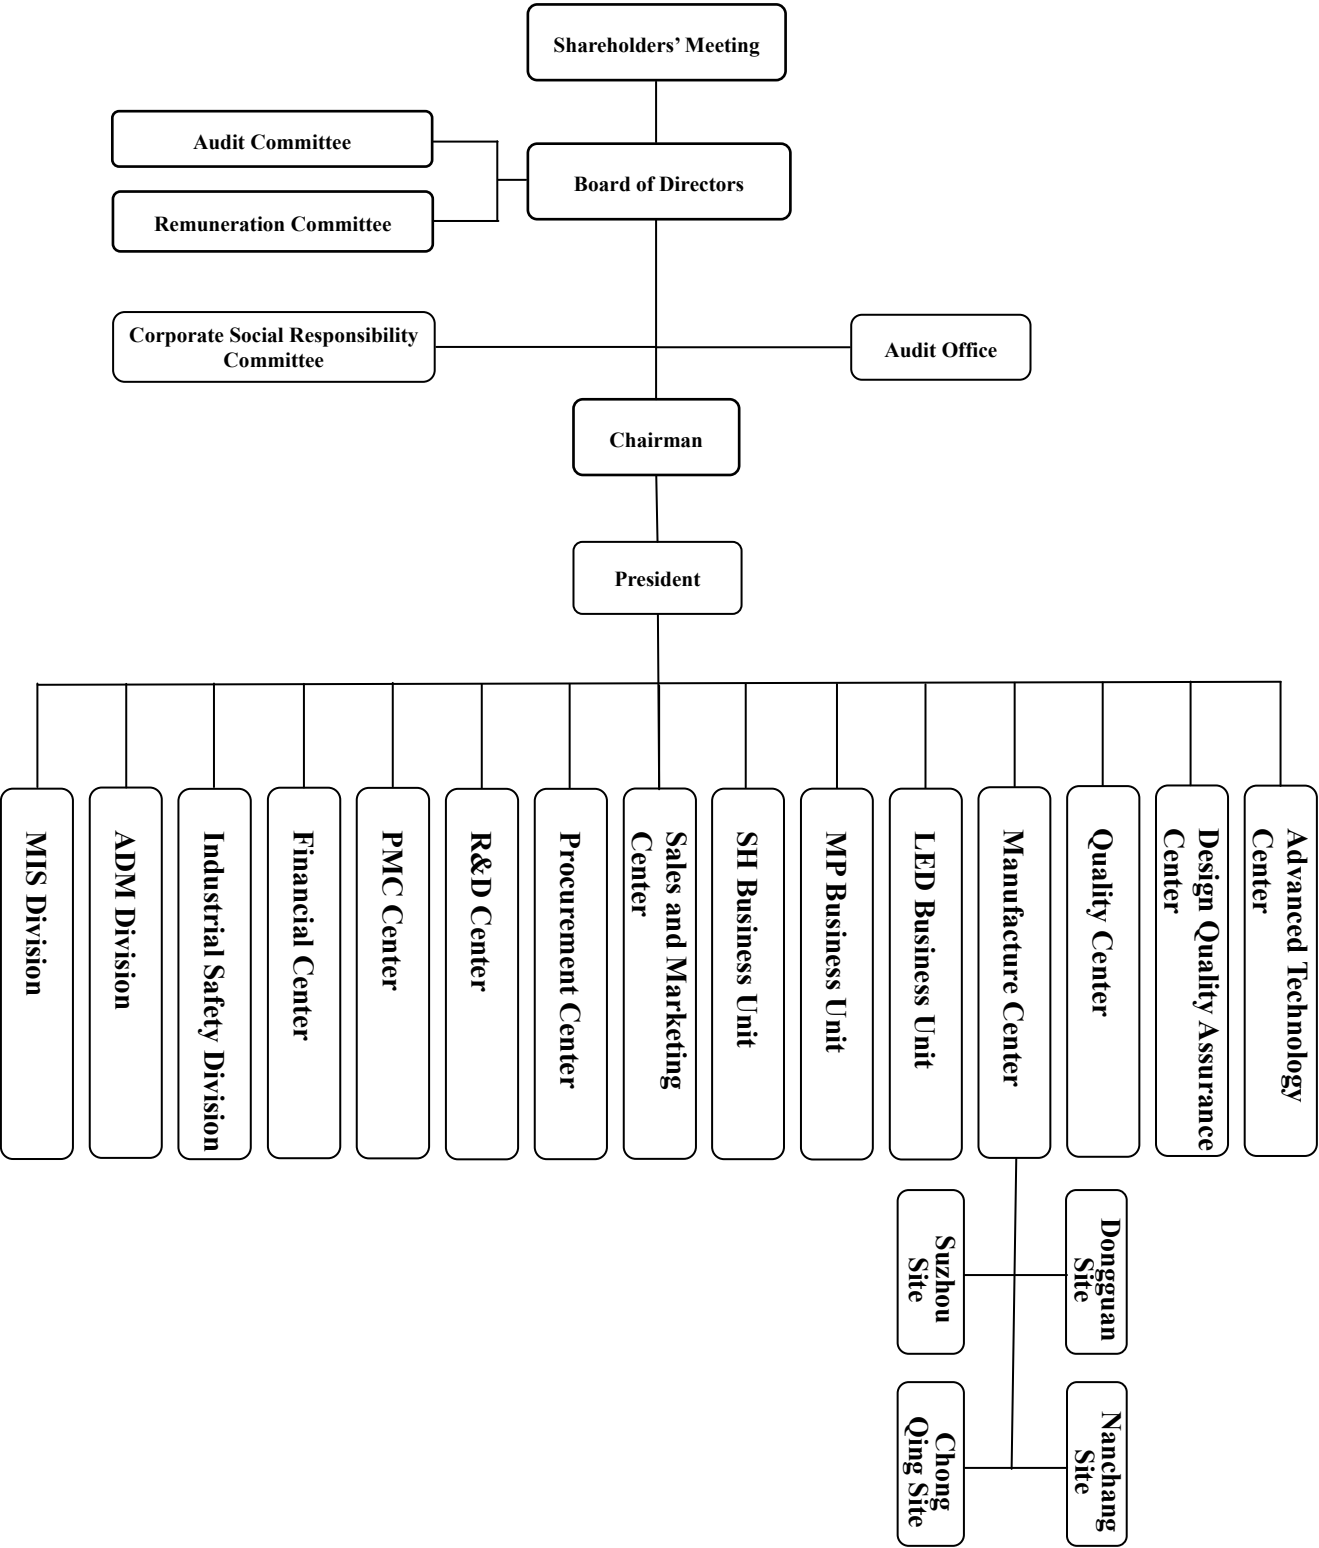 Shareholders’ Meeting
Audit Committee
Board of Directors
Remuneration Committee
Corporate Social Responsibility
Committee
Audit Office
Chairman
President
MIS Division
ADM Division
Industrial Safety Division
Financial Center
PMC Center
R&D Center
Procurement Center
Sales and Marketing
Center
SH Business Unit
MP Business Unit
LED Business Unit
Manufacture Center
Quality Center
Design Quality Assurance
Center
Advanced Technology
Center
Suzhou
Site
Dongguan
Site
Chong
Qing Site
Nanchang
Site